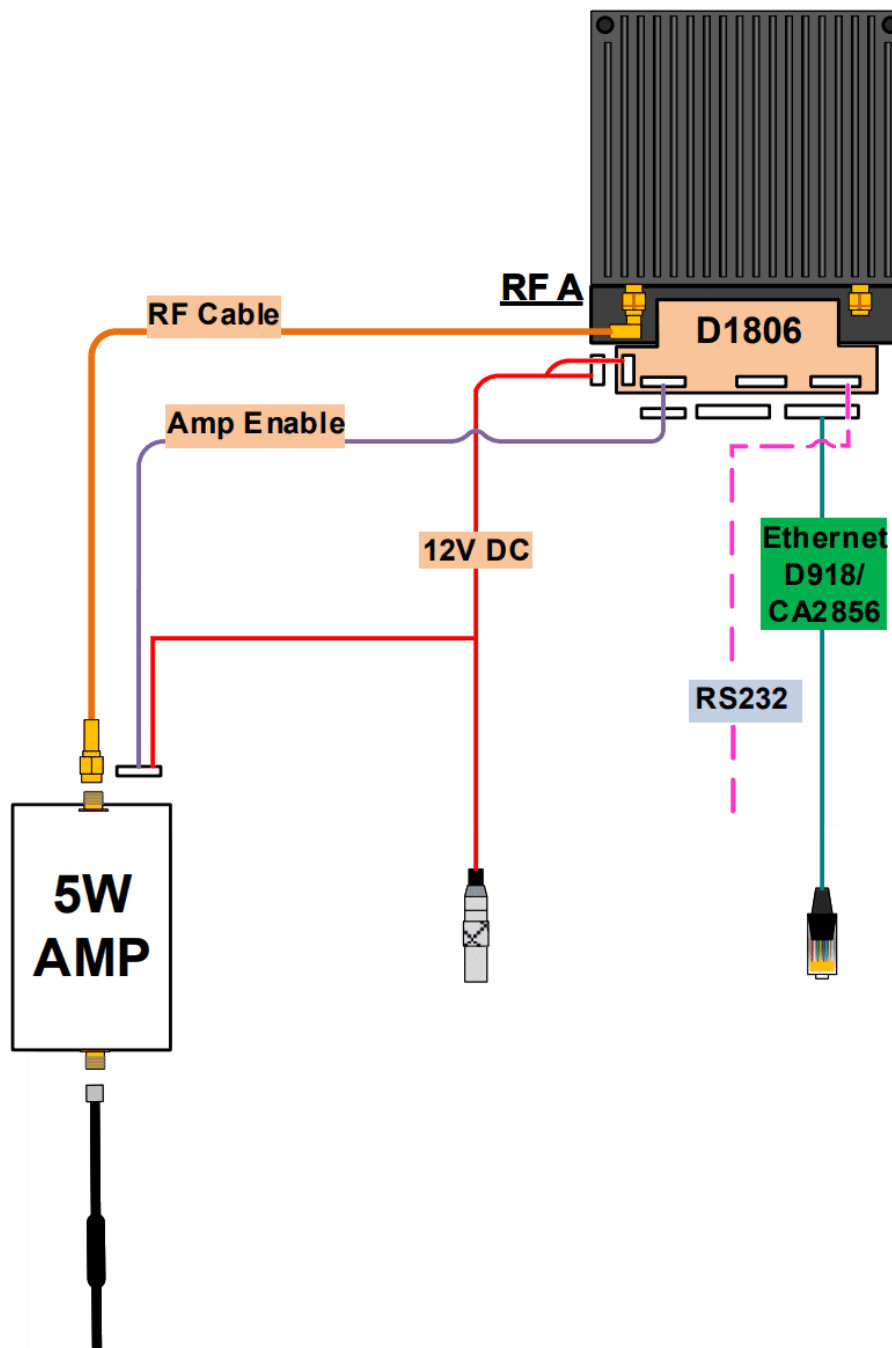 RF A
RF Cable
D1806
Amp Enable
12V DC
Ethernet
D918/
CA2856
RS232
5W
AMP